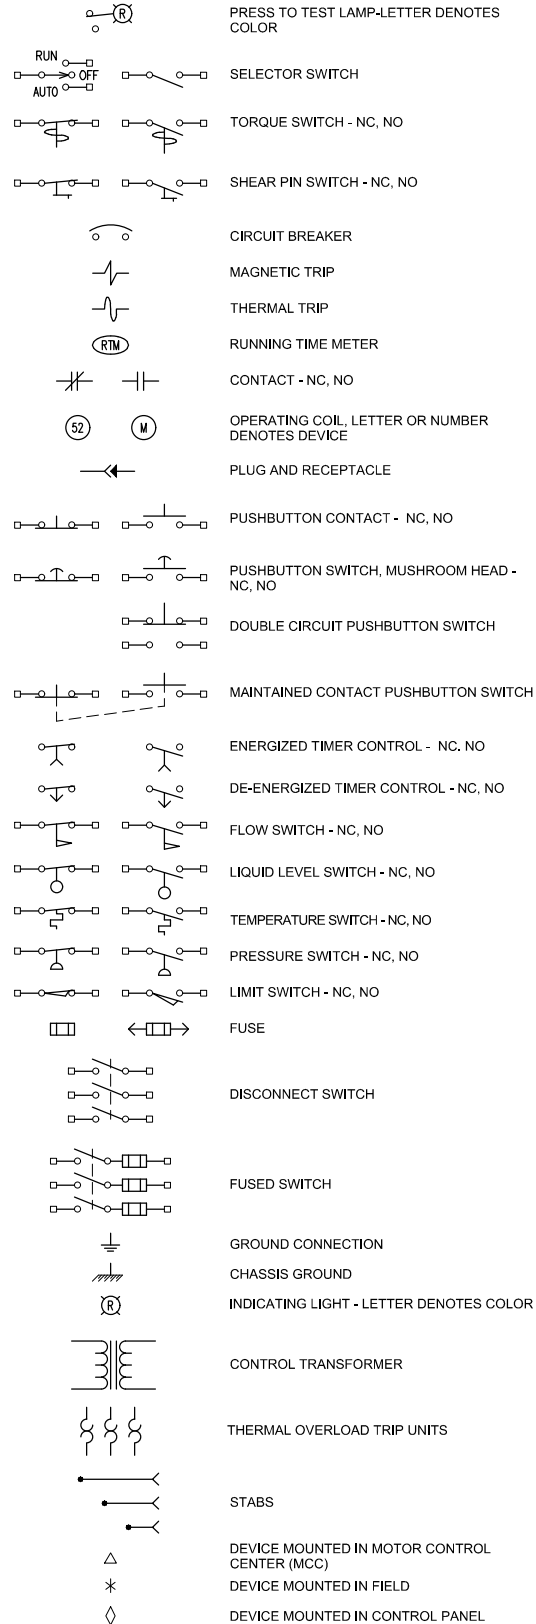 R PRESS TO TEST LAMP-LETTER DENOTES
COLOR
RUN
OFF SELECTOR SWITCH
AUTO
TORQUE SWITCH - NC, NO
SHEAR PIN SWITCH - NC, NO
CIRCUIT BREAKER
MAGNETIC TRIP
THERMAL TRIP
RTM RUNNING TIME METER
CONTACT - NC, NO
52 M OPERATING COIL, LETTER OR NUMBER
DENOTES DEVICE
PLUG AND RECEPTACLE
PUSHBUTTON CONTACT - NC, NO
PUSHBUTTON SWITCH, MUSHROOM HEAD -
NC, NO
DOUBLE CIRCUIT PUSHBUTTON SWITCH
MAINTAINED CONTACT PUSHBUTTON SWITCH
ENERGIZED TIMER CONTROL - NC. NO
DE-ENERGIZED TIMER CONTROL - NC, NO
FLOW SWITCH - NC, NO
LIQUID LEVEL SWITCH - NC, NO
TEMPERATURE SWITCH - NC, NO
PRESSURE SWITCH - NC, NO
LIMIT SWITCH - NC, NO
FUSE
DISCONNECT SWITCH
FUSED SWITCH
GROUND CONNECTION
CHASSIS GROUND
R INDICATING LIGHT - LETTER DENOTES COLOR
CONTROL TRANSFORMER
THERMAL OVERLOAD TRIP UNITS
STABS
DEVICE MOUNTED IN MOTOR CONTROL
CENTER (MCC)
DEVICE MOUNTED IN FIELD
DEVICE MOUNTED IN CONTROL PANEL